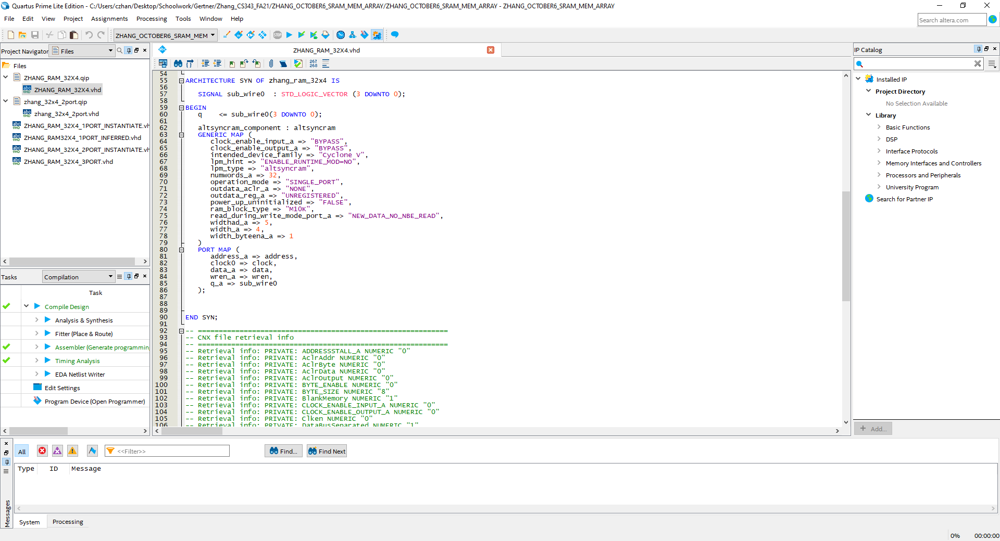 Quartus Prime Lite Edition - C:/Users/czhan/Desktop/Schoolwork/Gertner/Zhang_CS343_FA21/ZHANG_OCTOBER6_SRAM_MEM_ARRAY/ZHANG_OCTOBER6_SRAM_MEM_ARRAY - ZHANG_OCTOBER6_SRAM_MEM_ARRAY
File Edit View Project Assignments Processing Tools Window Help
Search altera.com
ZHANG_OCTOBER6_SRAM_MEM
STOP
Project Navigator Files
Files
ZHANG_RAM_32X4.qip
ZHANG_RAM_32X4.vhd
zhang_32x4_2port.qip
zhang_32x4_2port.vhd
ZHANG_RAM_32X4_1PORT_INSTANTIATE.vh
ZHANG_RAM32X4_1PORT_INFERRED.vhd
ZHANG_RAM_32X4_2PORT_INSTANTIATE.vh
ZHANG_RAM_32X4_3PORT.vhd
Tasks Compilation
Task
Compile Design
Analysis & Synthesis
Fitter (Place & Route)
Assembler (Generate programmin
Timing Analysis
EDA Netlist Writer
Edit Settings
Program Device (Open Programmer)
ZHANG_RAM_32X4.vhd
267
268
54
55 ARCHITECTURE SYN OF zhang_ram_32x4 IS
56
57 SIGNAL sub_wire0 : STD_LOGIC_VECTOR (3 DOWNTO 0);
58
59 BEGIN
60 q <= sub_wire0(3 DOWNTO 0);
61
62 altsyncram_component : altsyncram
63 GENERIC MAP (
64 clock_enable_input_a => "BYPASS",
65 clock_enable_output_a => "BYPASS",
66 intended_device_family => "Cyclone V",
67 lpm_hint => "ENABLE_RUNTIME_MOD=NO",
68 lpm_type => "altsyncram",
69 numwords_a => 32,
70 operation_mode => "SINGLE_PORT",
71 outdata_aclr_a => "NONE",
72 outdata_reg_a => "UNREGISTERED",
73 power_up_uninitialized => "FALSE",
74 ram_block_type => "M10K",
75 read_during_write_mode_port_a => "NEW_DATA_NO_NBE_READ",
76 widthad_a => 5,
77 width_a => 4,
78 width_byteena_a => 1
79 )
80 PORT MAP (
81 address_a => address,
82 clock0 => clock,
83 data_a => data,
84 wren_a => wren,
85 q_a => sub_wire0
86 );
87
88
89
90 END SYN;
91
92 -- ============================================================
93 -- CNX file retrieval info
94 -- ============================================================
95 -- Retrieval info: PRIVATE: ADDRESSSTALL_A NUMERIC "0"
96 -- Retrieval info: PRIVATE: AclrAddr NUMERIC "0"
97 -- Retrieval info: PRIVATE: AclrByte NUMERIC "0"
98 -- Retrieval info: PRIVATE: AclrData NUMERIC "0"
99 -- Retrieval info: PRIVATE: AclrOutput NUMERIC "0"
100 -- Retrieval info: PRIVATE: BYTE_ENABLE NUMERIC "0"
101 -- Retrieval info: PRIVATE: BYTE_SIZE NUMERIC "8"
102 -- Retrieval info: PRIVATE: BlankMemory NUMERIC "1"
103 -- Retrieval info: PRIVATE: CLOCK_ENABLE_INPUT_A NUMERIC "0"
104 -- Retrieval info: PRIVATE: CLOCK_ENABLE_OUTPUT_A NUMERIC "0"
105 -- Retrieval info: PRIVATE: Clken NUMERIC "0"
106 -- Retrieval info: PRIVATE: DataBusSeparated NUMERIC "1"
IP Catalog
Installed IP
Project Directory
No Selection Available
Library
Basic Functions
DSP
Interface Protocols
Memory Interfaces and Controllers
Processors and Peripherals
University Program
Search for Partner IP
+ Add...
All <<Filter>> Find... Find Next
Type ID Message
Messages
System Processing
0% 00:00:00